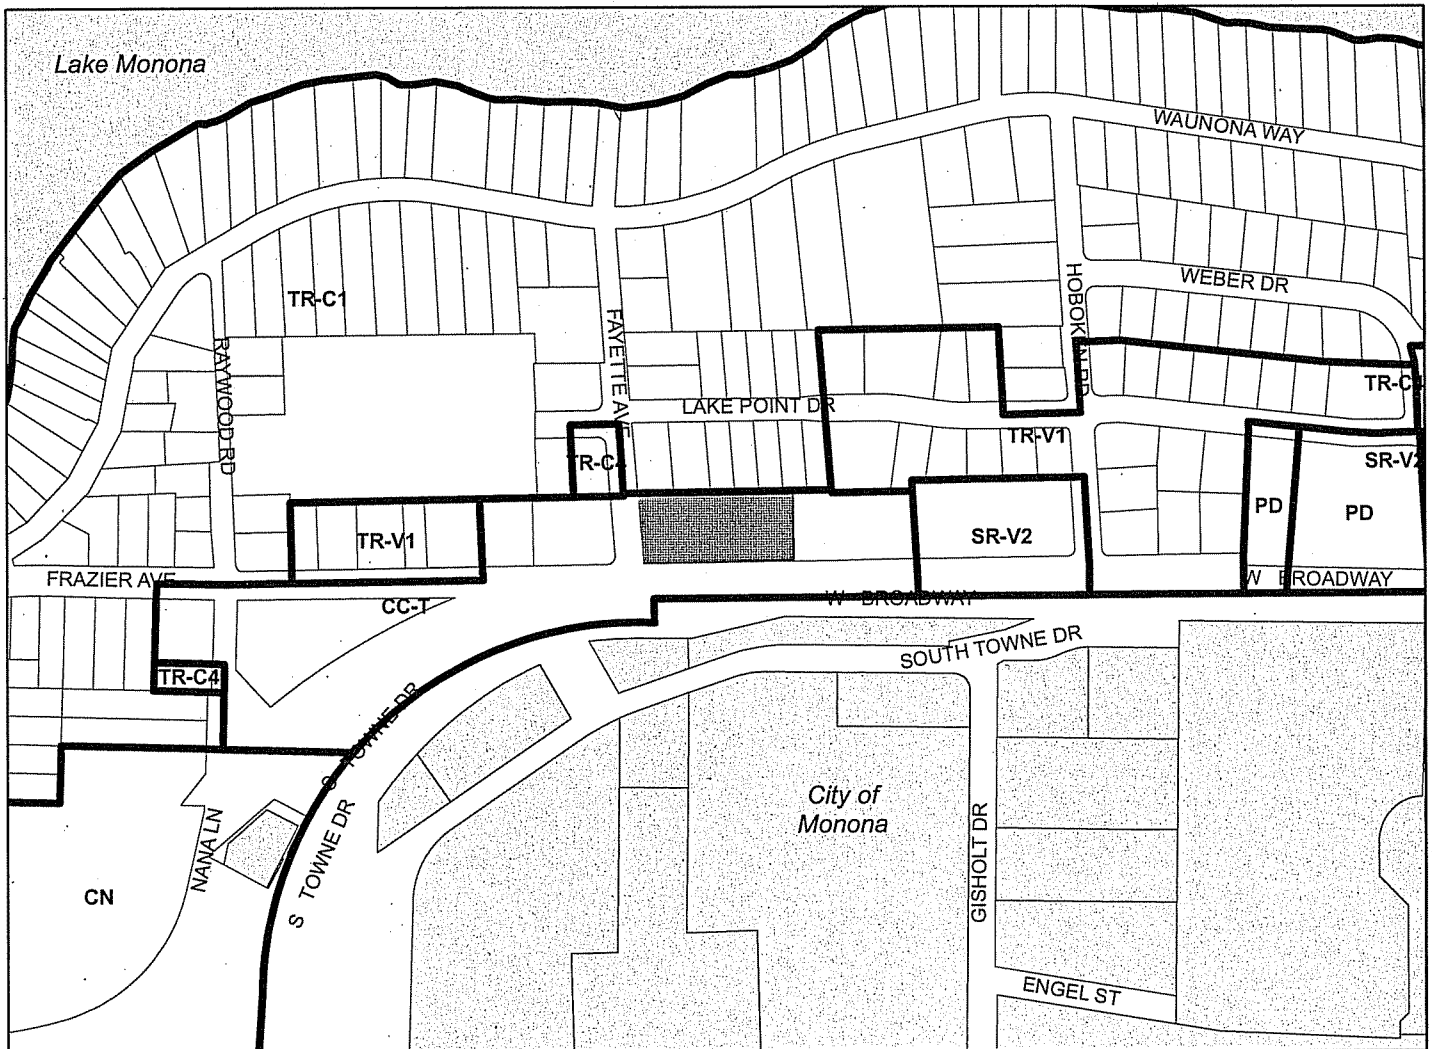 Lake Monona
WAUNONA WAY
WEBER DR
HOBOKEN RD
TR-C1
FAYETTE AVE
RAYWOOD RD
LAKE POINT DR
TR-C4
TR-V1
SR-V2
TR-V1
SR-V2
PD
PD
FRAZIER AVE
W BROADWAY
CC-T
W BROADWAY
SOUTH TOWNE DR
TR-C4
S TOWNE DR
City of
Monona
S TOWNE DR
NANA LN
GISHOLT DR
CN
ENGEL ST